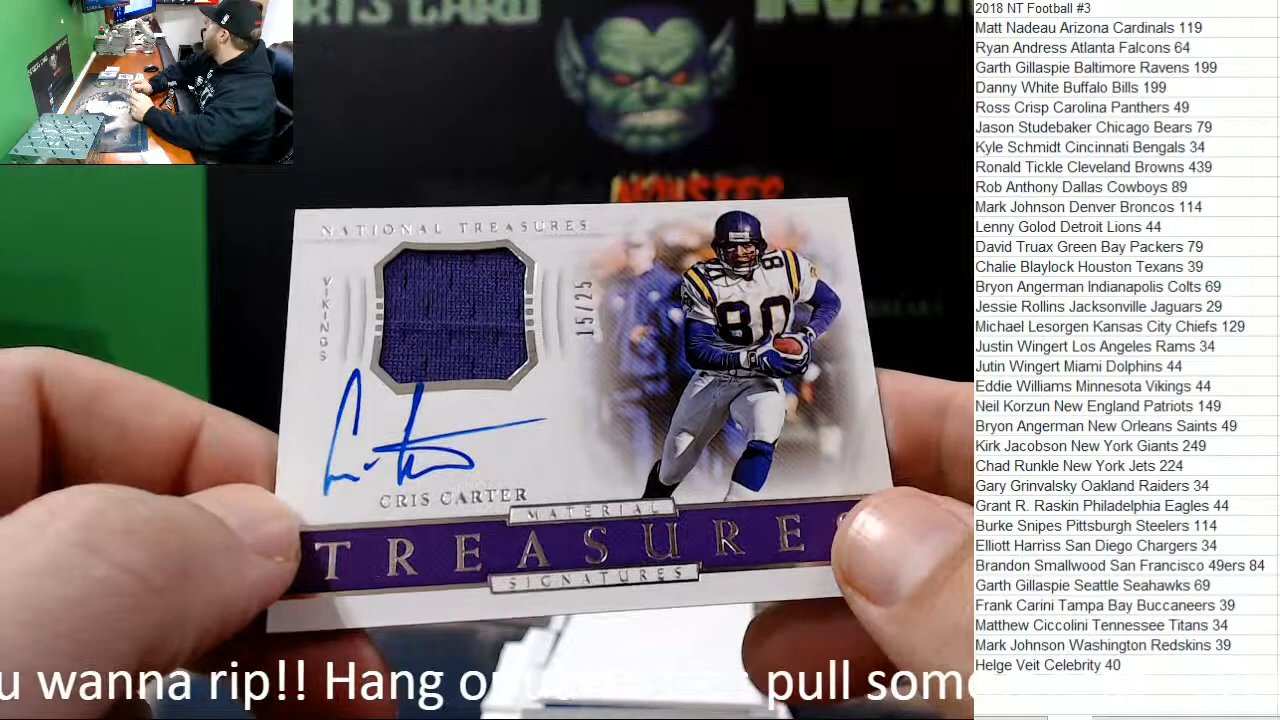 RTS CARD INVEST
MONSTER
NATIONAL TREASURES
VIKINGS
15/25
80
CRIS CARTER
MATERIAL
TREASURES
SIGNATURES
u wanna rip!! Hang o pull som
2018 NT Football #3
Matt Nadeau Arizona Cardinals 119
Ryan Andress Atlanta Falcons 64
Garth Gillaspie Baltimore Ravens 199
Danny White Buffalo Bills 199
Ross Crisp Carolina Panthers 49
Jason Studebaker Chicago Bears 79
Kyle Schmidt Cincinnati Bengals 34
Ronald Tickle Cleveland Browns 439
Rob Anthony Dallas Cowboys 89
Mark Johnson Denver Broncos 114
Lenny Golod Detroit Lions 44
David Truax Green Bay Packers 79
Chalie Blaylock Houston Texans 39
Bryon Angerman Indianapolis Colts 69
Jessie Rollins Jacksonville Jaguars 29
Michael Lesorgen Kansas City Chiefs 129
Justin Wingert Los Angeles Rams 34
Jutin Wingert Miami Dolphins 44
Eddie Williams Minnesota Vikings 44
Neil Korzun New England Patriots 149
Bryon Angerman New Orleans Saints 49
Kirk Jacobson New York Giants 249
Chad Runkle New York Jets 224
Gary Grinvalsky Oakland Raiders 34
Grant R. Raskin Philadelphia Eagles 44
Burke Snipes Pittsburgh Steelers 114
Elliott Harriss San Diego Chargers 34
Brandon Smallwood San Francisco 49ers 84
Garth Gillespie Seattle Seahawks 69
Frank Carini Tampa Bay Buccaneers 39
Matthew Ciccolini Tennessee Titans 34
Mark Johnson Washington Redskins 39
Helge Veit Celebrity 40